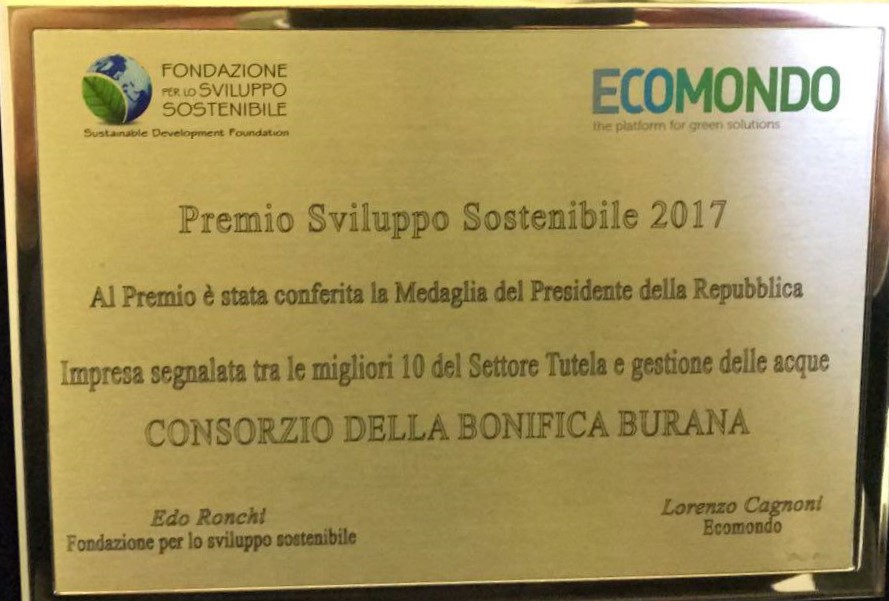 FONDAZIONE
PER LO SVILUPPO
SOSTENIBILE
Sustainable Development Foundation
ECOMONDO
the platform for green solutions
Premio Sviluppo Sostenibile 2017
Al Premio è stata conferita la Medaglia del Presidente della Repubblica
Impresa segnalata tra le migliori 10 del Settore Tutela e gestione delle acque
CONSORZIO DELLA BONIFICA BURANA
Edo Ronchi
Fondazione per lo sviluppo sostenibile
Lorenzo Cagnoni
Ecomondo